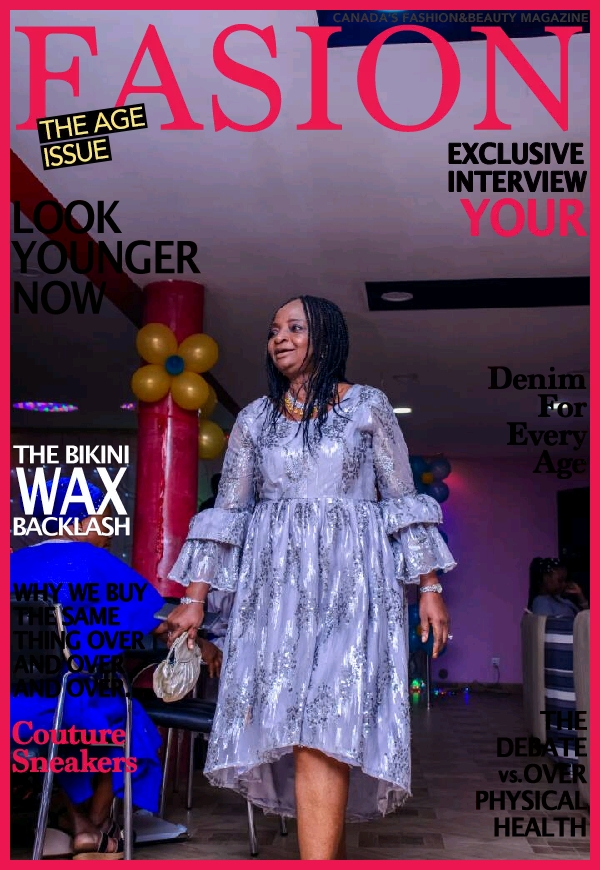 CANADA'S FASHION&BEAUTY MAGAZINE
FASION
THE AGE
ISSUE
EXCLUSIVE
INTERVIEW
YOUR
LOOK
YOUNGER
NOW
Denim
For
Every
Age
THE BIKINI
WAX
BACKLASH
WHY WE BUY
THE SAME
THING OVER
AND OVER
AND OVER.
Couture
Sneakers
THE
DEBATE
vs.OVER
PHYSICAL
HEALTH